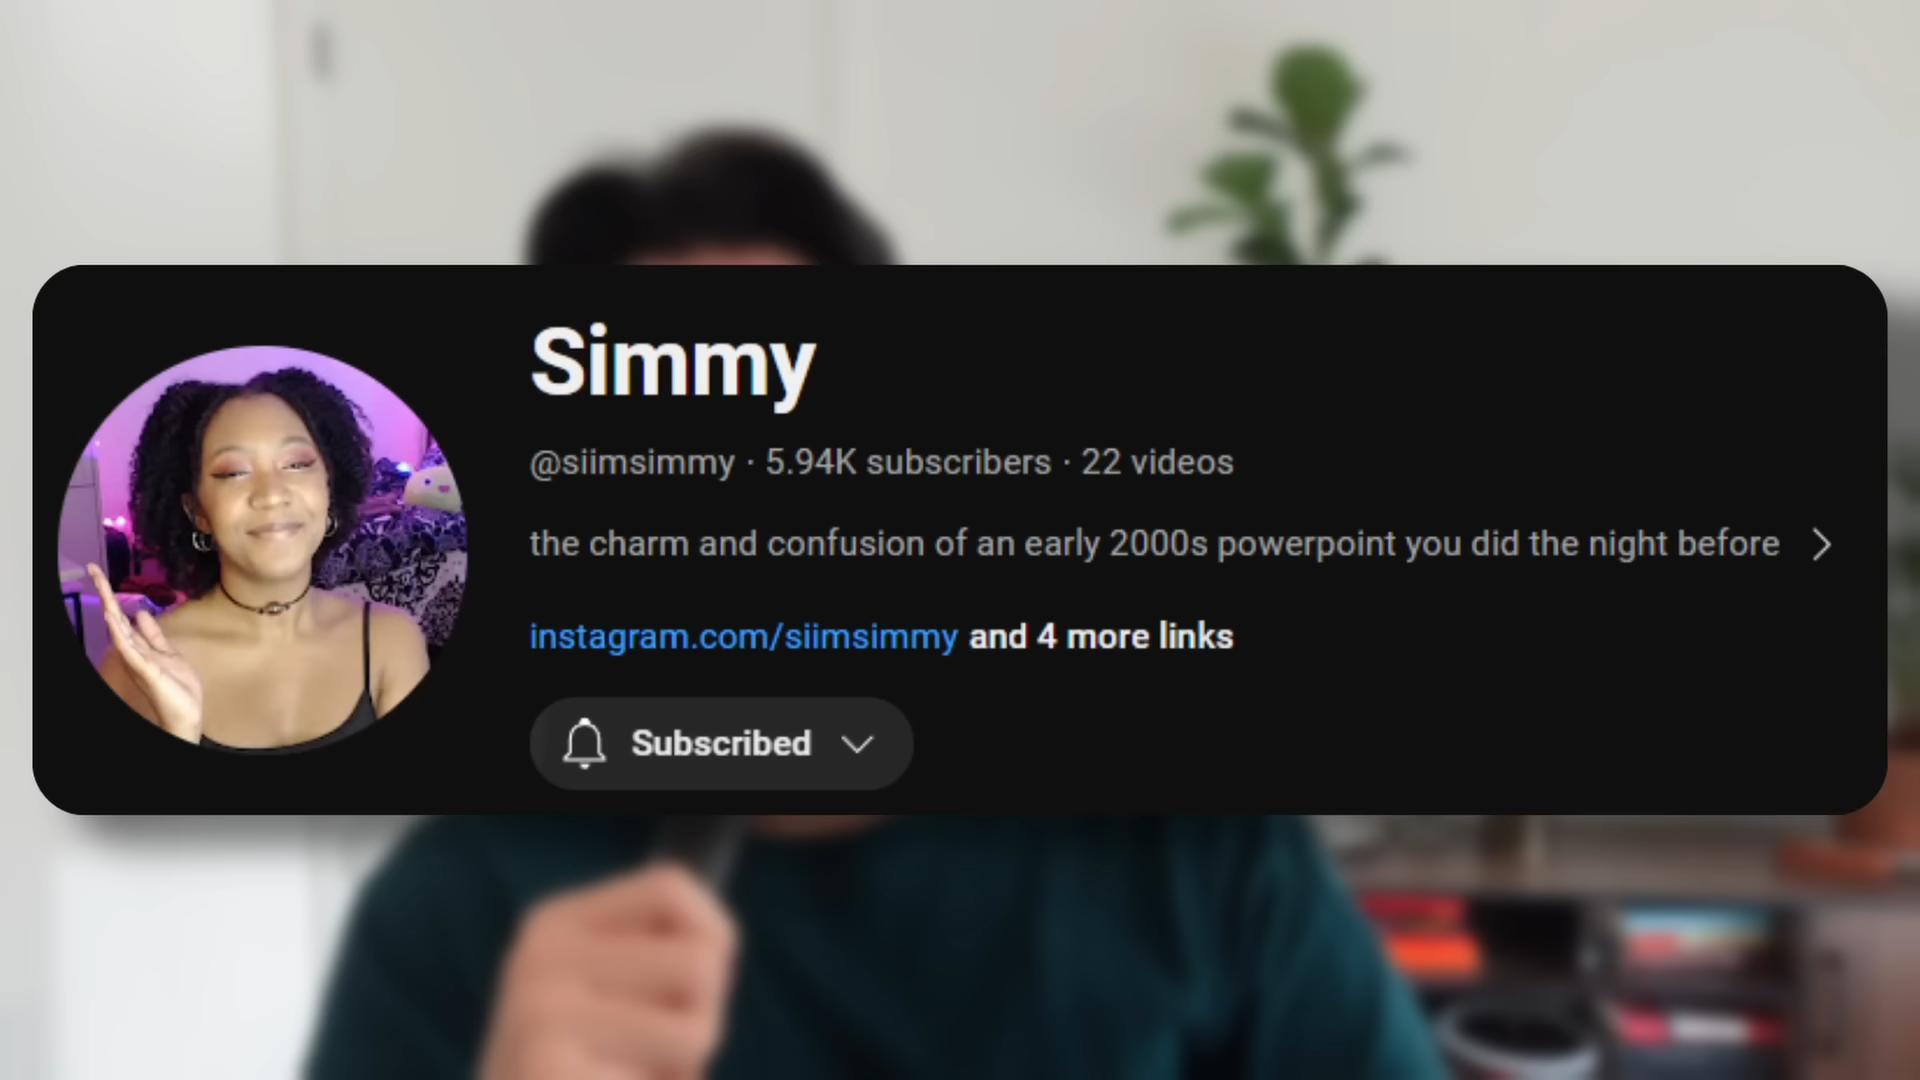 Simmy
@siimsimmy · 5.94K subscribers · 22 videos
the charm and confusion of an early 2000s powerpoint you did the night before
instagram.com/siimsimmy and 4 more links
Subscribed